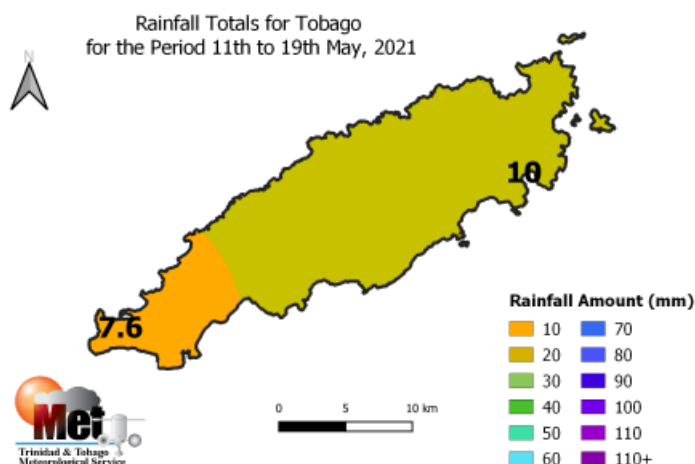 Rainfall Totals for Tobago
for the Period 11th to 19th May, 2021
N
10
7.6
Rainfall Amount (mm)
10 70
20 80
30 90
40 100
50 110
60 110+
0 5 10 km
Met
Trinidad & Tobago
Meteorological Service